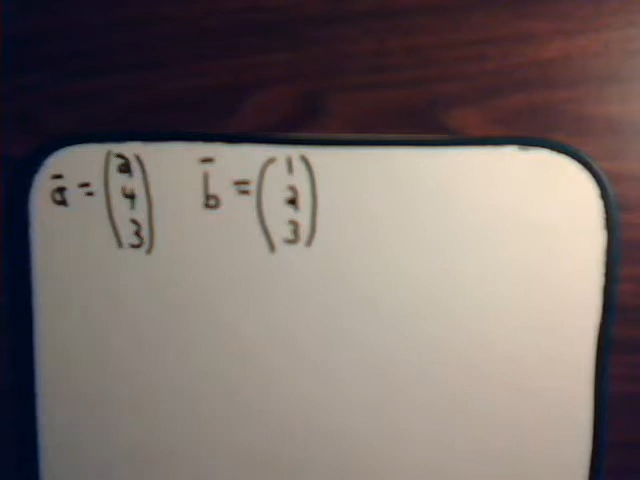 ā = (2 4 3) b̄ = (1 2 3)